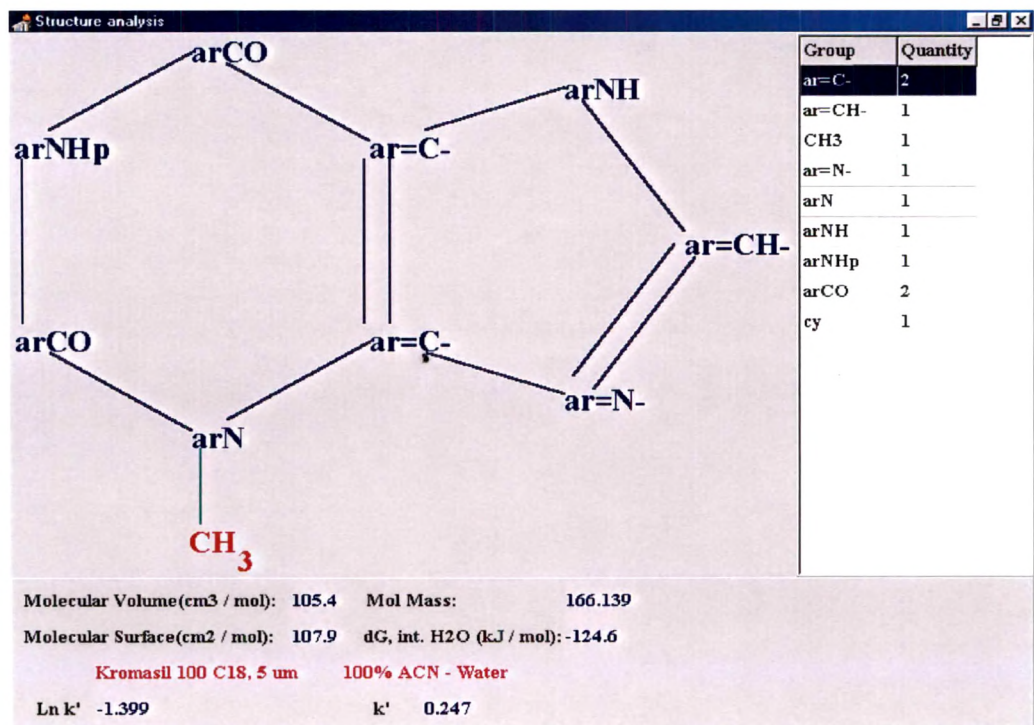 Structure analysis
arCO
arNH
arNHp
ar=C-
ar=CH-
arCO
ar=C-
ar=N-
arN
CH3
Group Quantity
ar=C- 2
ar=CH- 1
CH3 1
ar=N- 1
arN 1
arNH 1
arNHp 1
arCO 2
cy 1
Molecular Volume(cm3 / mol): 105.4 Mol Mass: 166.139
Molecular Surface(cm2 / mol): 107.9 dG, int. H2O (kJ / mol): -124.6
Kromasil 100 C18, 5 um 100% ACN - Water
Ln k' -1.399 k' 0.247